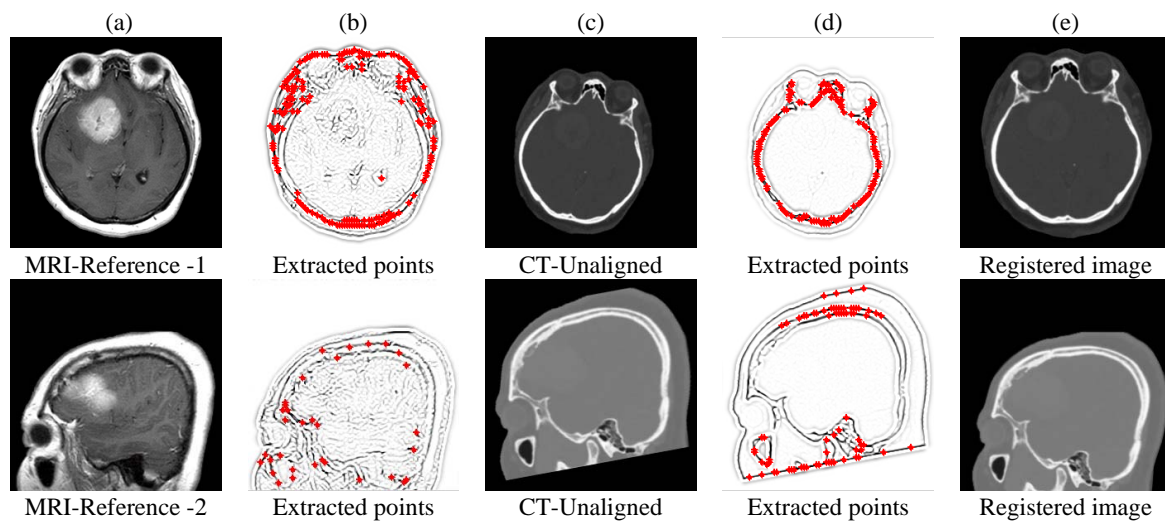 (a) (b) (c) (d) (e)
MRI-Reference -1 Extracted points CT-Unaligned Extracted points Registered image
MRI-Reference -2 Extracted points CT-Unaligned Extracted points Registered image